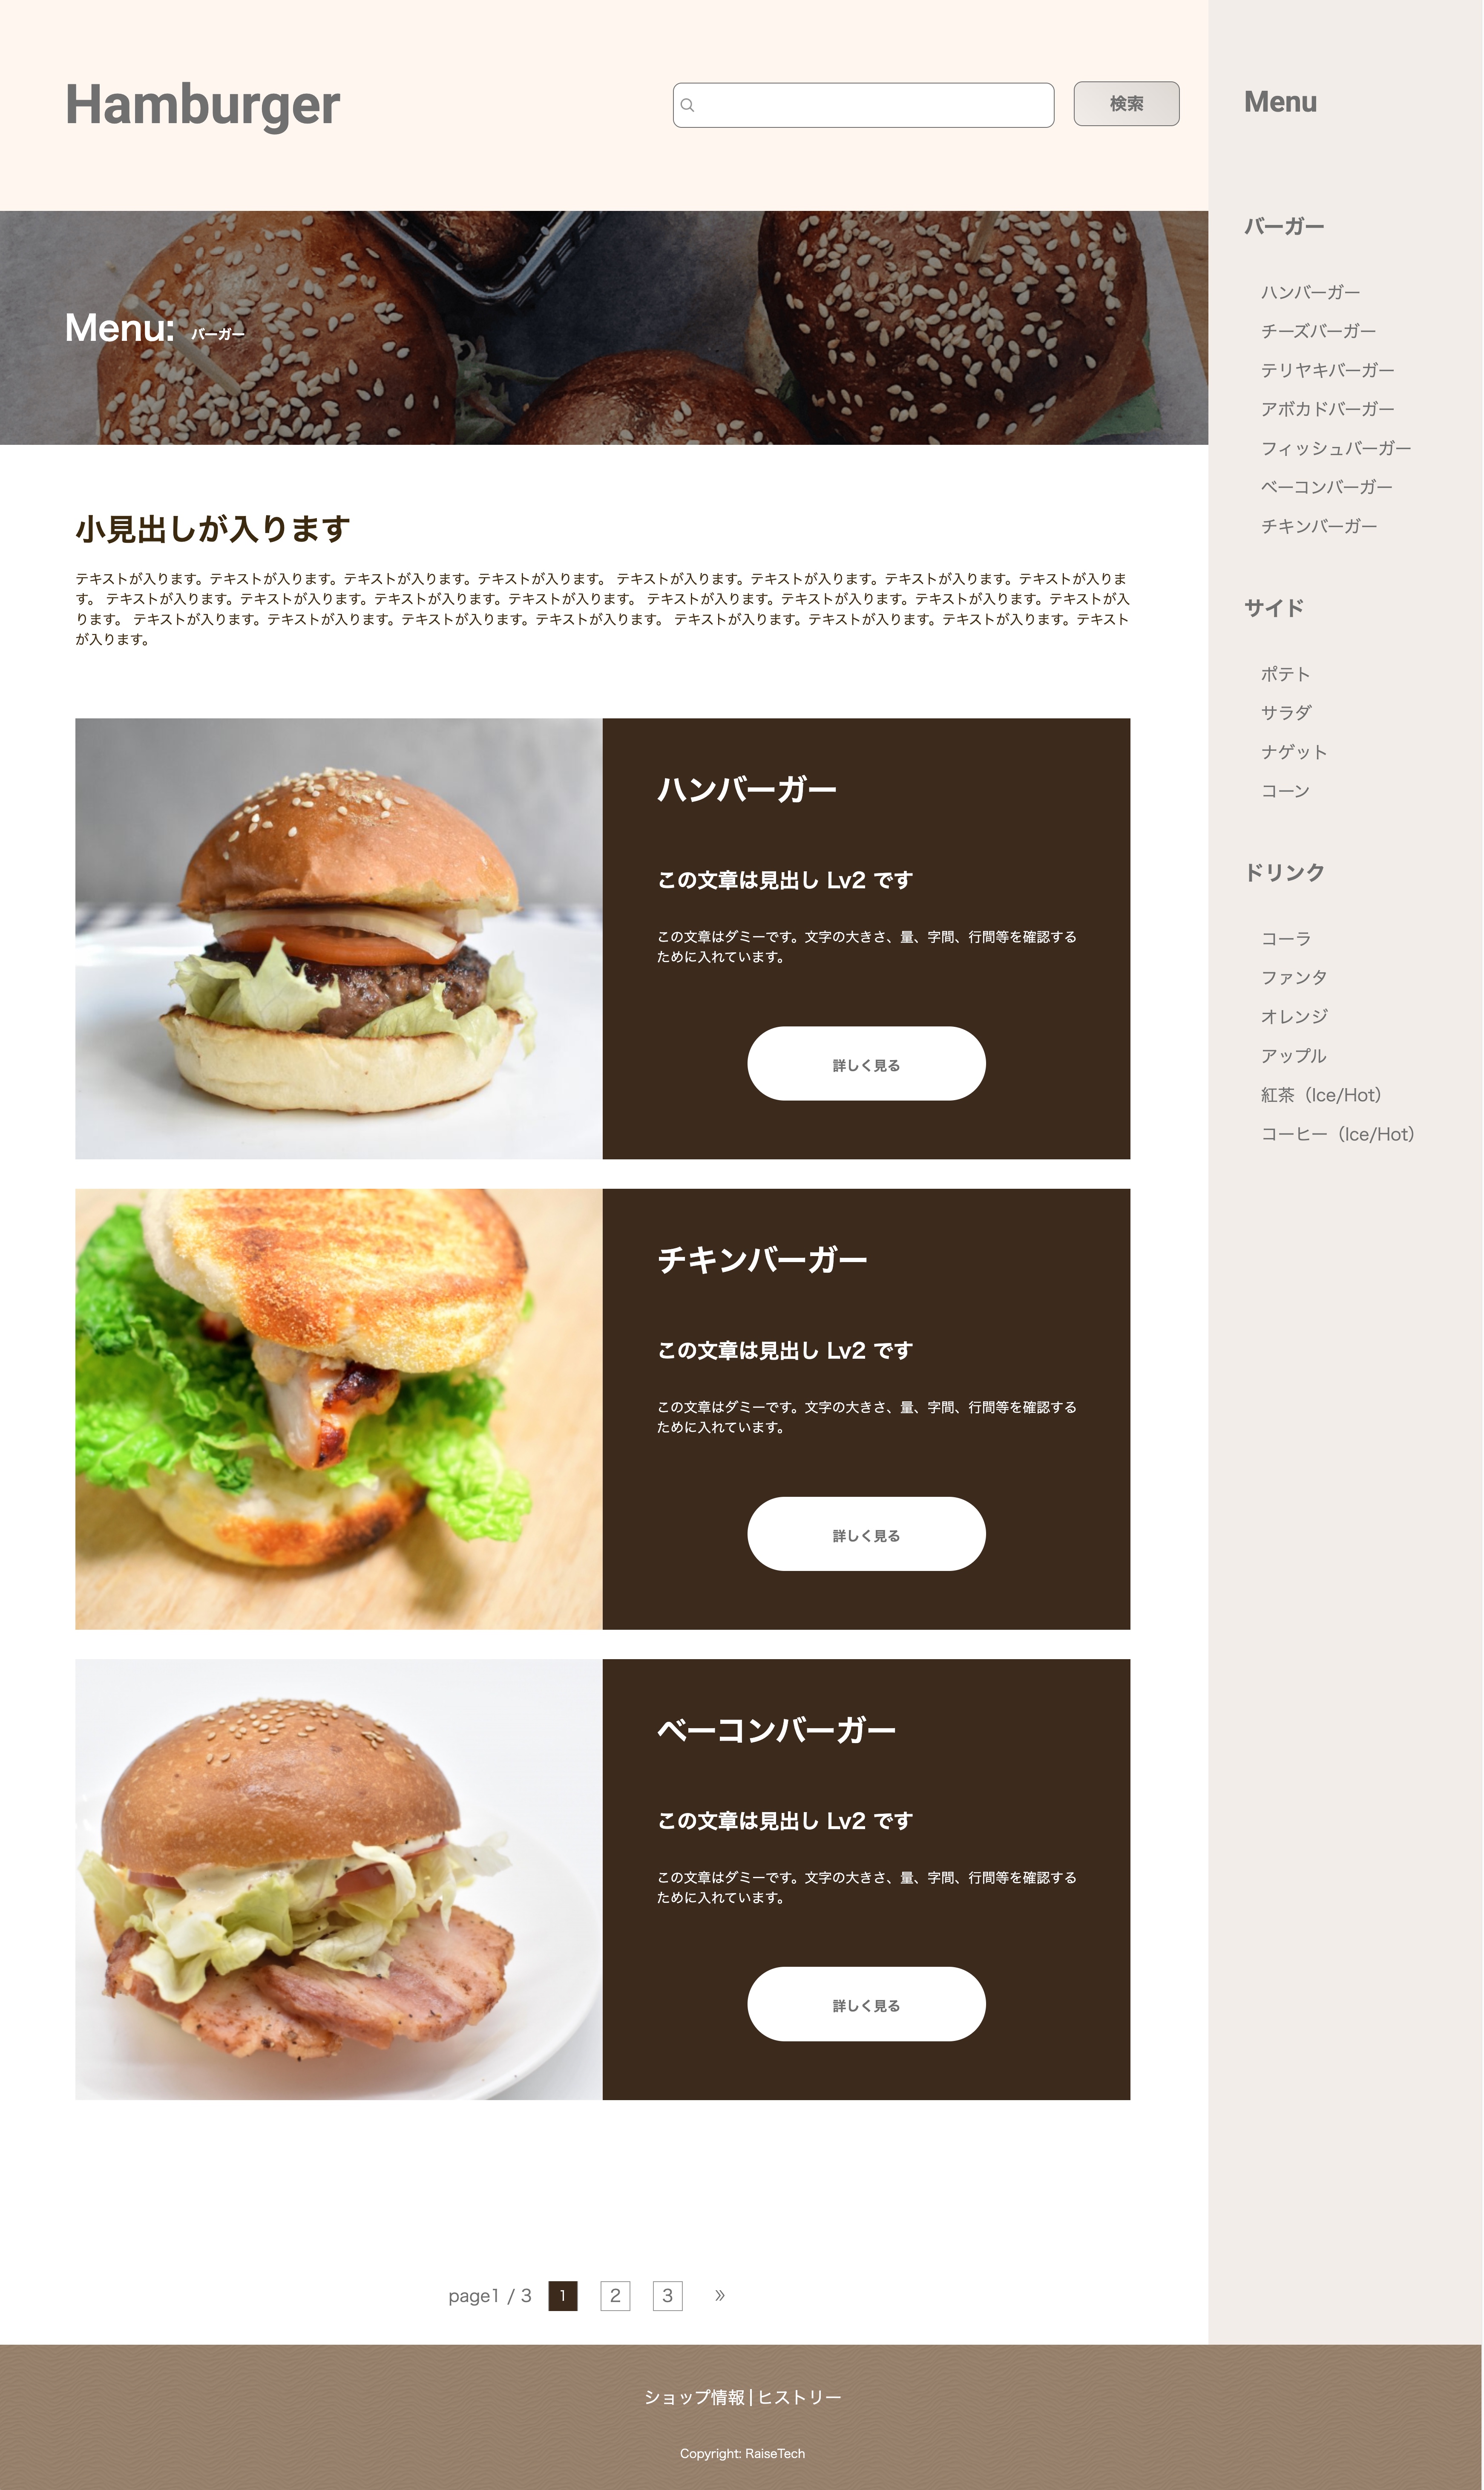 Hamburger
検索
Menu: バーガー
小見出しが入ります
テキストが入ります。テキストが入ります。テキストが入ります。テキストが入ります。 テキストが入ります。テキストが入ります。テキストが入ります。テキストが入りま
す。 テキストが入ります。テキストが入ります。テキストが入ります。テキストが入ります。 テキストが入ります。テキストが入ります。テキストが入ります。テキストが入
ります。 テキストが入ります。テキストが入ります。テキストが入ります。テキストが入ります。 テキストが入ります。テキストが入ります。テキストが入ります。テキスト
が入ります。
ハンバーガー
この文章は見出し Lv2 です
この文章はダミーです。文字の大きさ、量、字間、行間等を確認する
ために入れています。
詳しく見る
チキンバーガー
この文章は見出し Lv2 です
この文章はダミーです。文字の大きさ、量、字間、行間等を確認する
ために入れています。
詳しく見る
ベーコンバーガー
この文章は見出し Lv2 です
この文章はダミーです。文字の大きさ、量、字間、行間等を確認する
ために入れています。
詳しく見る
page1 / 3 1 2 3 »
Menu
バーガー
ハンバーガー
チーズバーガー
テリヤキバーガー
アボカドバーガー
フィッシュバーガー
ベーコンバーガー
チキンバーガー
サイド
ポテト
サラダ
ナゲット
コーン
ドリンク
コーラ
ファンタ
オレンジ
アップル
紅茶（Ice/Hot）
コーヒー（Ice/Hot）
ショップ情報 | ヒストリー
Copyright: RaiseTech